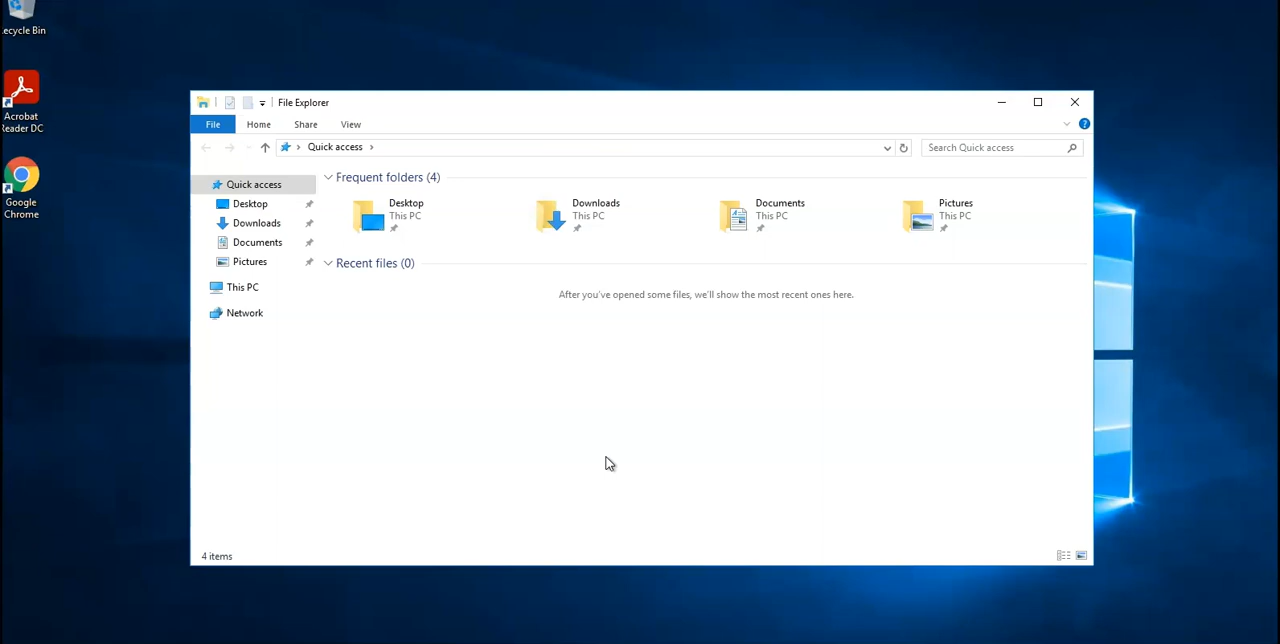 ecycle Bin
Acrobat
Reader DC
Google
Chrome
File Explorer
File Home Share View
Quick access
Search Quick access
Quick access
Desktop
Downloads
Documents
Pictures
This PC
Network
Frequent folders (4)
Desktop
This PC
Downloads
This PC
Documents
This PC
Pictures
This PC
Recent files (0)
After you've opened some files, we'll show the most recent ones here.
4 items